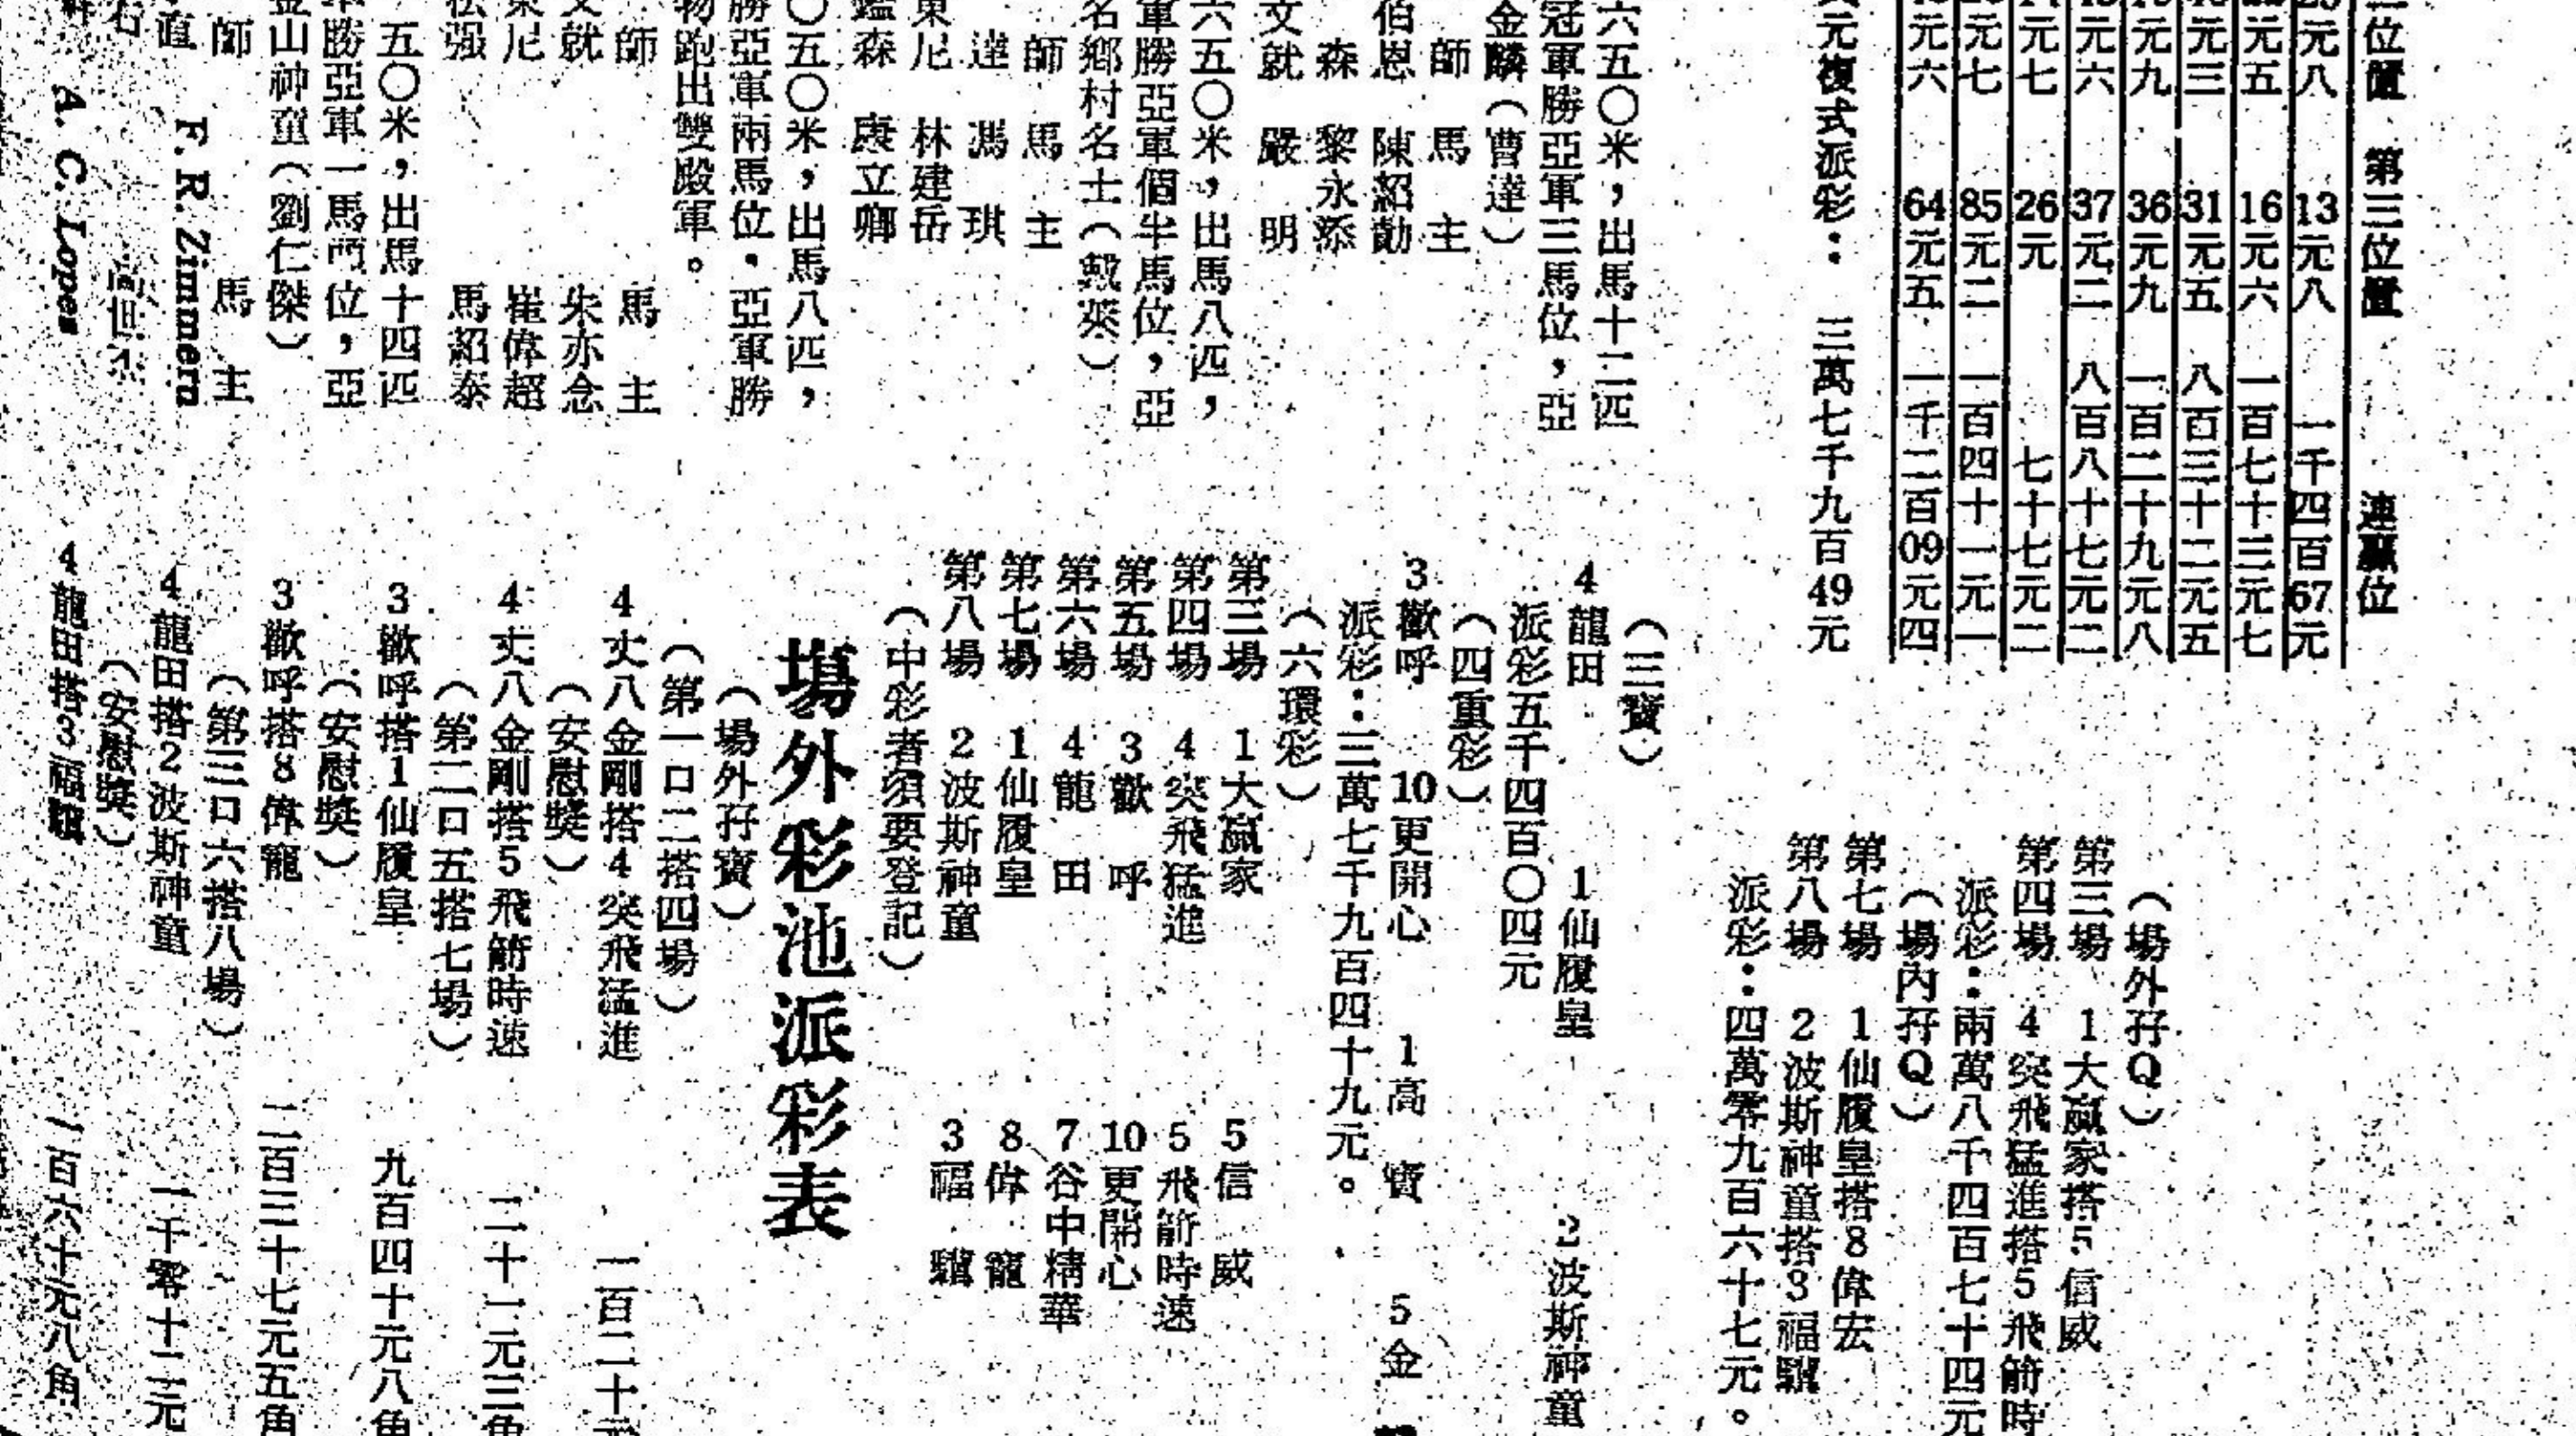 二位置 第三位置 連贏位
元八 13元八 一千四百67元
元五 16元六 一百七十三元七
元三 31元五 八百三十二元五
元九 36元九 一百二十九元八
元六 37元二 八百八十七元二
元七 26元 七十七元二
元七 85元二 一百四十一元一
元六 64元五 一千二百09元四
元複式派彩： 三萬七千九百49元
（場外孖Q）
第三場 1大贏家搭5信威
第四場 4突飛猛進搭5飛箭時
派彩：兩萬八千四百七十四元
（場內孖Q）
第七場 1仙履皇搭8偉宏
第八場 2波斯神童搭3福驥
派彩：四萬零九百六十七元。
六五〇米，出馬十二匹
冠軍勝亞軍三馬位，亞
金麟（曹達）
師 馬 主
伯恩 陳紹勛
森 黎永添
文就 嚴 明
六五〇米，出馬八匹，
軍勝亞軍個半馬位，亞
名鄉村名士（戴萊）
師 馬 主
達 馮 琪
東尼 林建岳
鑑森 康立卿
〇五〇米，出馬八匹，
勝亞軍兩馬位．亞軍勝
物跑出雙殿軍。
師 馬 主
文就 朱亦念
東尼 崔偉超
松强 馬紹泰
五〇米，出馬十四匹
勝亞軍一馬位，亞
金山神童（劉仁傑）
師 馬 主
F. R. Zimmern
A. C. Lopes
（三寶）
4龍田 1仙履皇 2波斯神童
派彩五千四百〇四元
（四重彩）
3歡呼 10更開心 1高寶 5金
派彩：三萬七千九百四十九元。
（六環彩）
第三場 1大贏家 5信威
第四場 4突飛猛進 5飛箭時速
第五場 3歡呼 10更開心
第六場 4龍田 7谷中精華
第七場 1仙履皇 8偉寵
第八場 2波斯神童 3福驥
（中彩者須要登記）
場外彩池派彩表
（場外孖寶）
（第一口二搭四場）
4丈八金剛搭4突飛猛進 一百二十元
（安慰獎）
4丈八金剛搭5飛箭時速 二十一元三角
（第二口五搭七場）
3歡呼搭1仙履皇 九百四十元八角
（安慰獎）
3歡呼搭8偉寵 二百三十七元五角
（第三口六搭八場）
4龍田搭2波斯神童 一千零十二元
（安慰獎）
4龍田搭3福驥 一百六十元八角